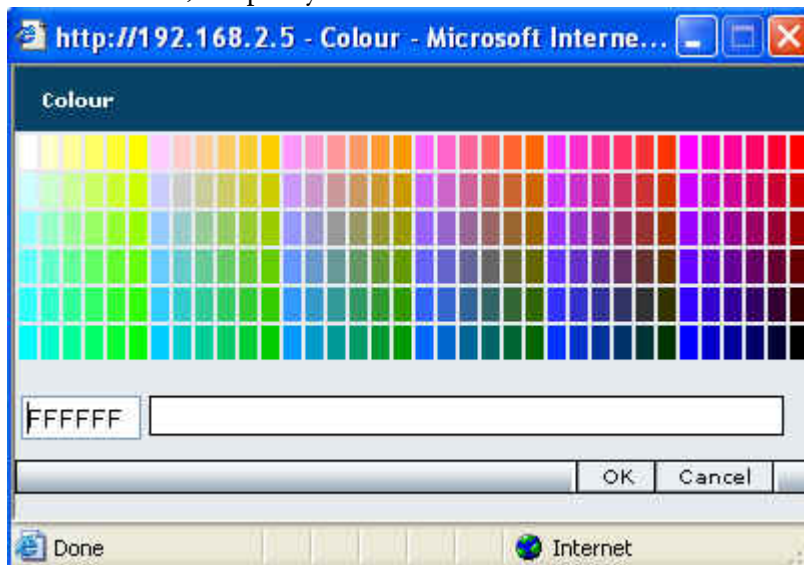 http://192.168.2.5 - Colour - Microsoft Interne...
Colour
FFFFFF
OK Cancel
Done Internet